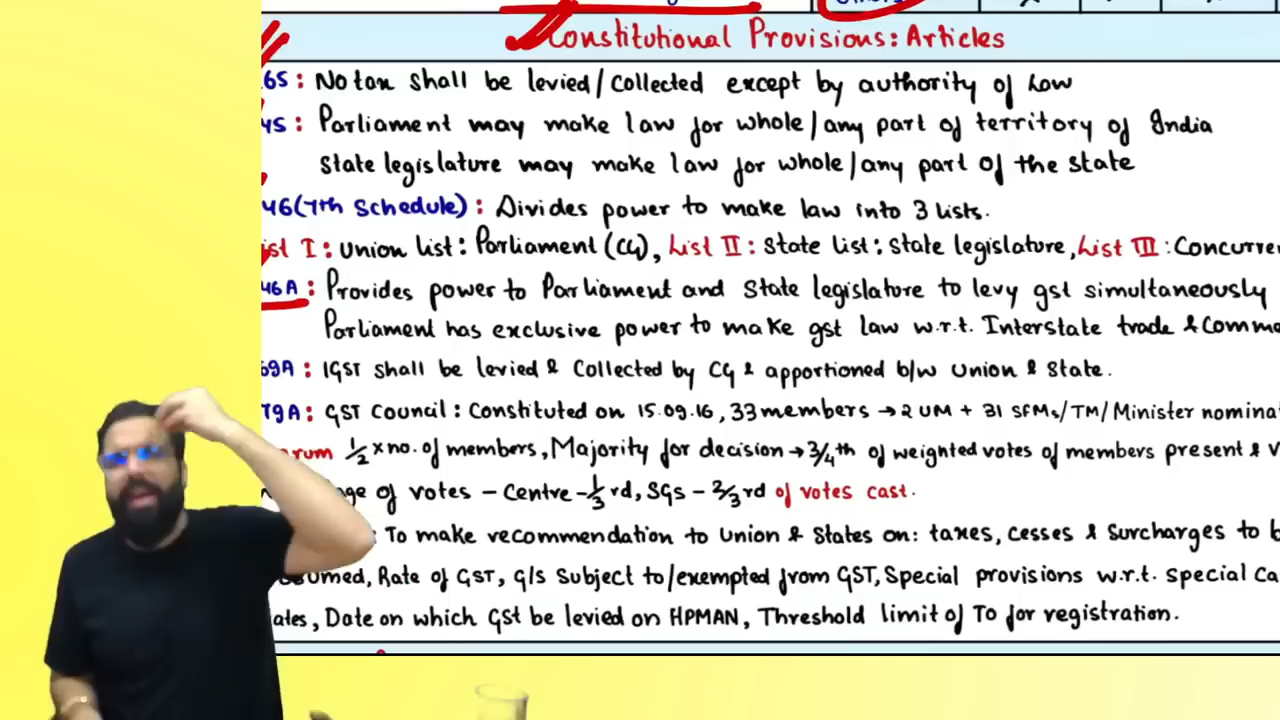 Constitutional Provisions: Articles
65: No tax shall be levied/Collected except by authority of Law
45: Parliament may make law for whole/any part of territory of India
State legislature may make law for whole/any part of the state
46(7th Schedule): Divides power to make law into 3 lists.
st I: Union list: Parliament (CG), List II: State list: State legislature, List III: Concurre
46A: Provides power to Parliament and State legislature to levy gst simultaneously
Parliament has exclusive power to make gst law w.r.t. Interstate trade & Comme
69A: IGST shall be levied & Collected by CG & apportioned b/w Union & State.
79A: GST Council: Constituted on 15.09.16, 33 members → 2 UM + 31 SFMs/TM/Minister nomina
orum 1/2 x no. of members, Majority for decision → 3/4th of weighted votes of members present & v
ge of votes - Centre - 1/3rd, SGs - 2/3rd of votes cast.
: To make recommendation to Union & States on: taxes, cesses & Surcharges to b
sumed, Rate of GST, G/S Subject to/exempted from GST, Special provisions w.r.t. special Ca
ates, Date on which GSt be levied on HPMAN, Threshold limit of TO for registration.